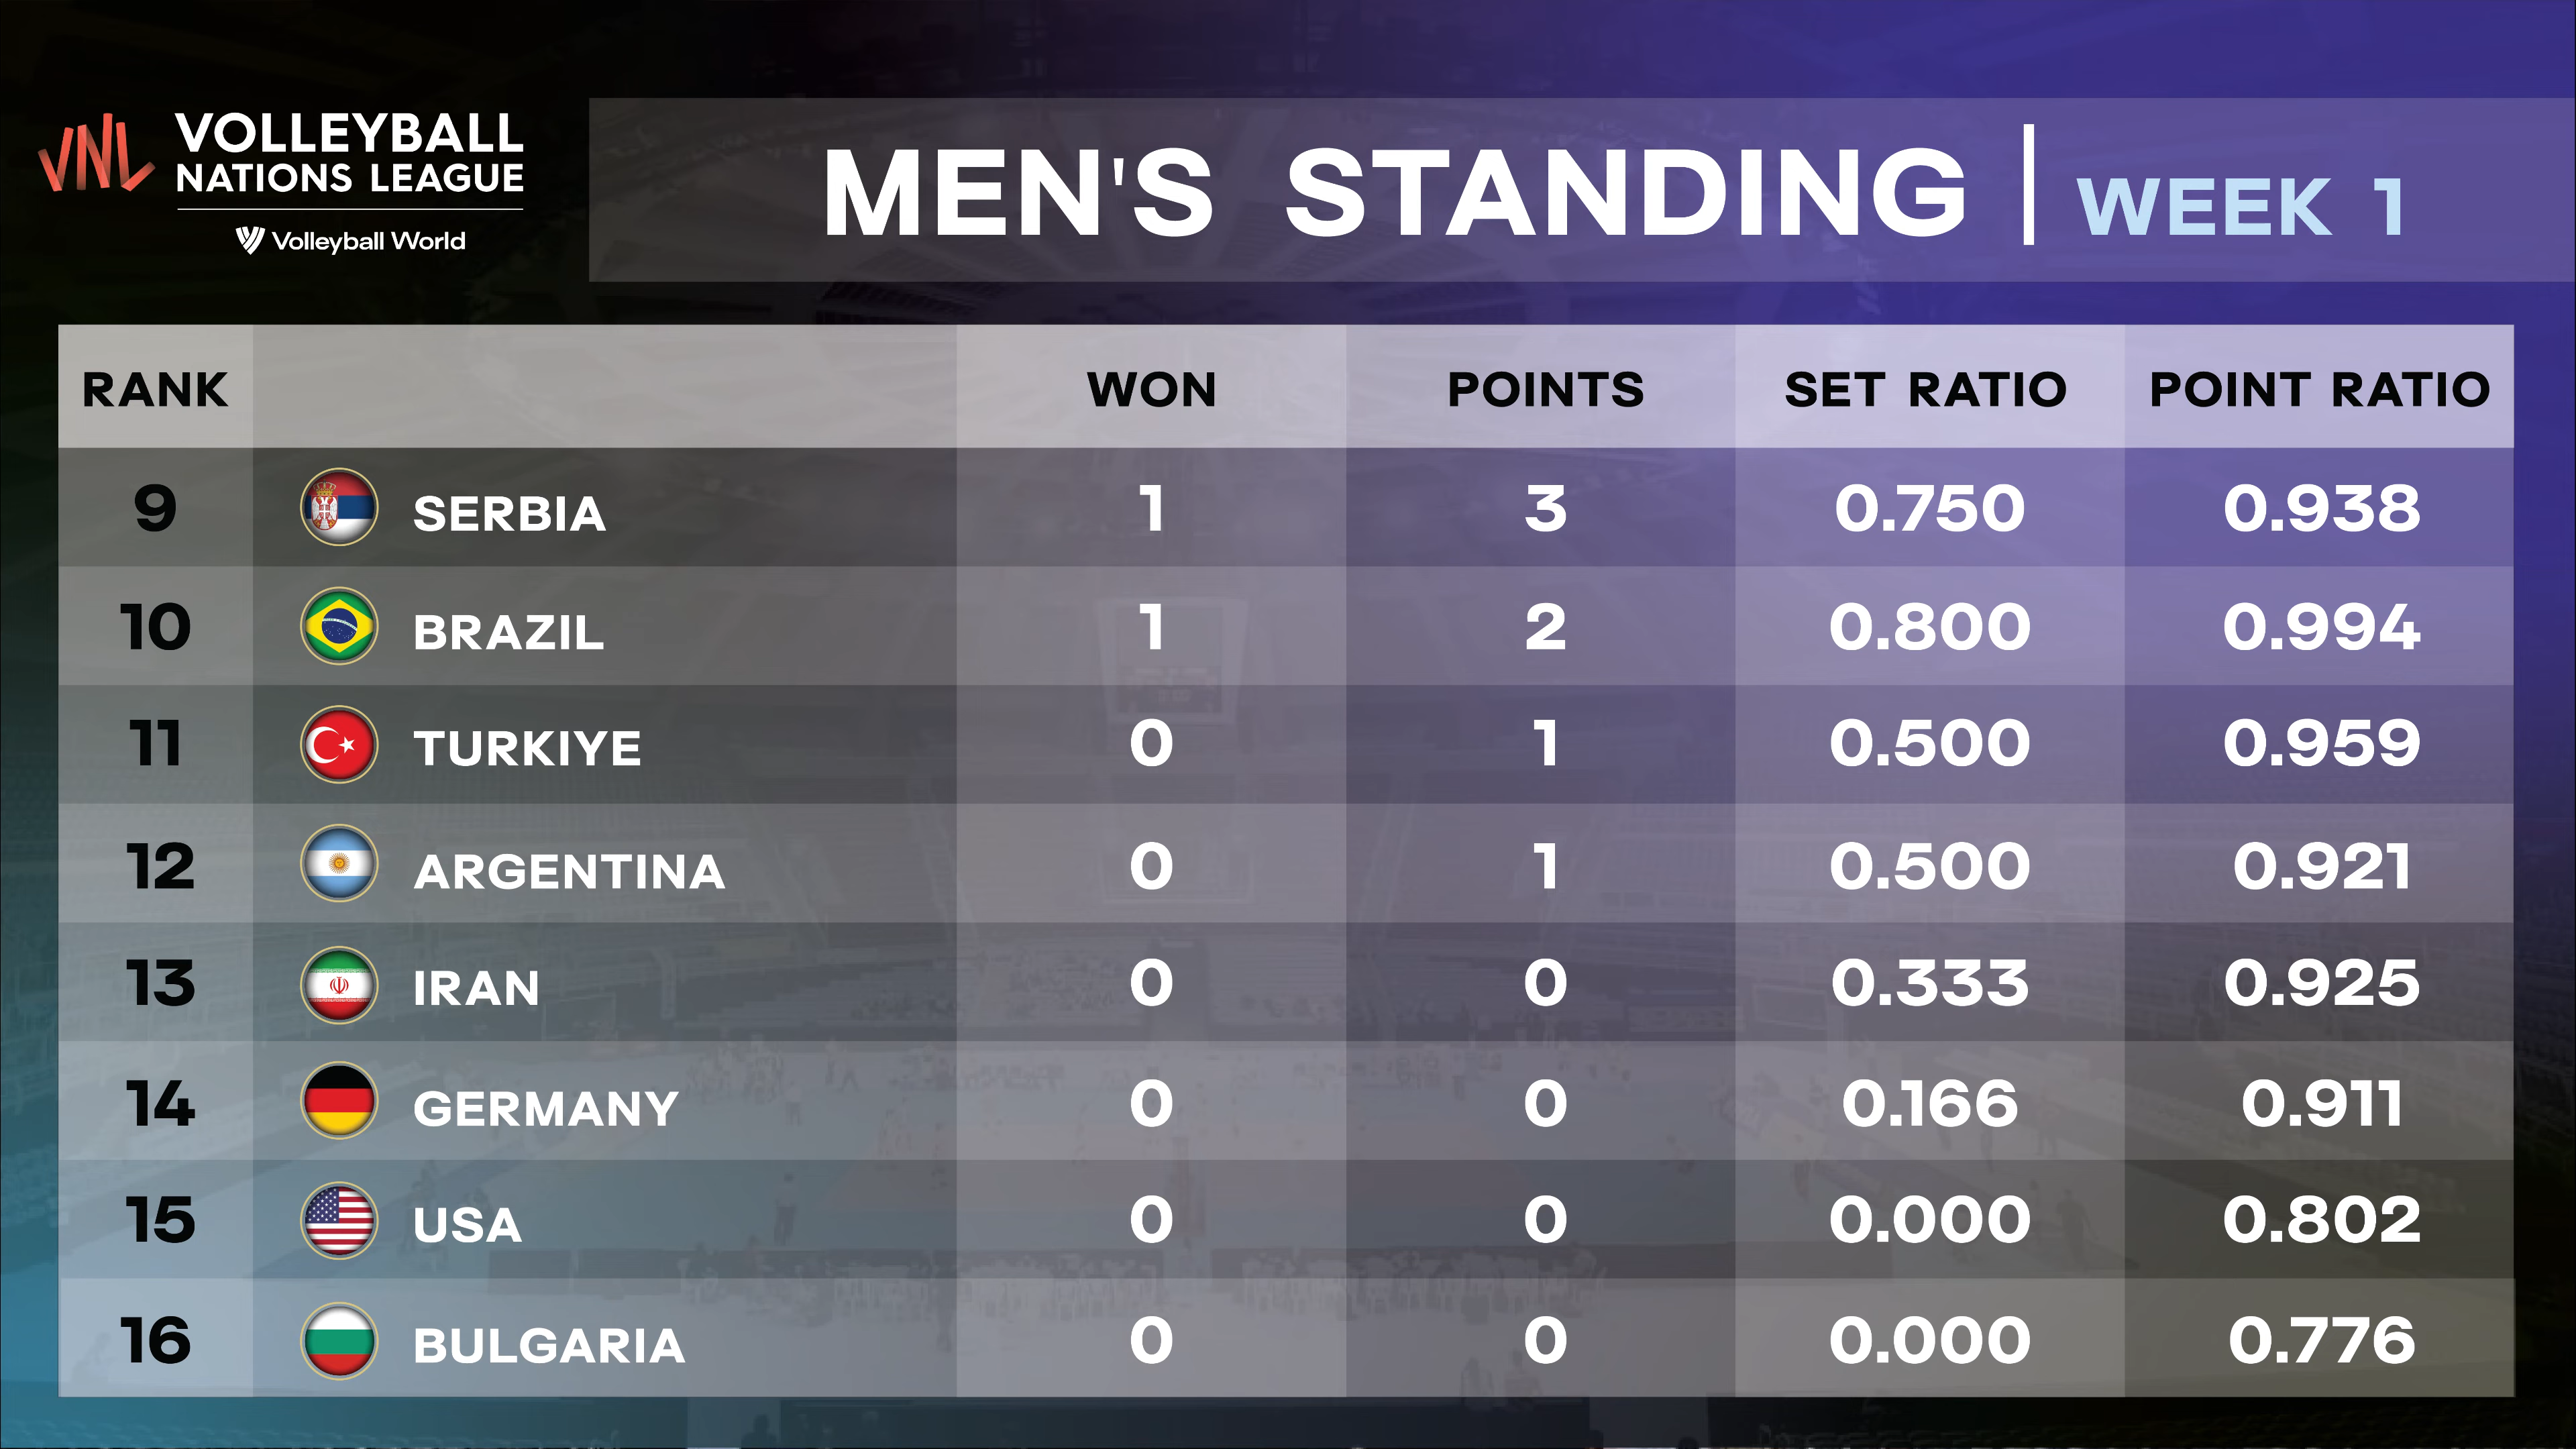 VOLLEYBALL
NATIONS LEAGUE
Volleyball World
MEN'S STANDING | WEEK 1
RANK WON POINTS SET RATIO POINT RATIO
9 SERBIA 1 3 0.750 0.938
10 BRAZIL 1 2 0.800 0.994
11 TURKIYE 0 1 0.500 0.959
12 ARGENTINA 0 1 0.500 0.921
13 IRAN 0 0 0.333 0.925
14 GERMANY 0 0 0.166 0.911
15 USA 0 0 0.000 0.802
16 BULGARIA 0 0 0.000 0.776